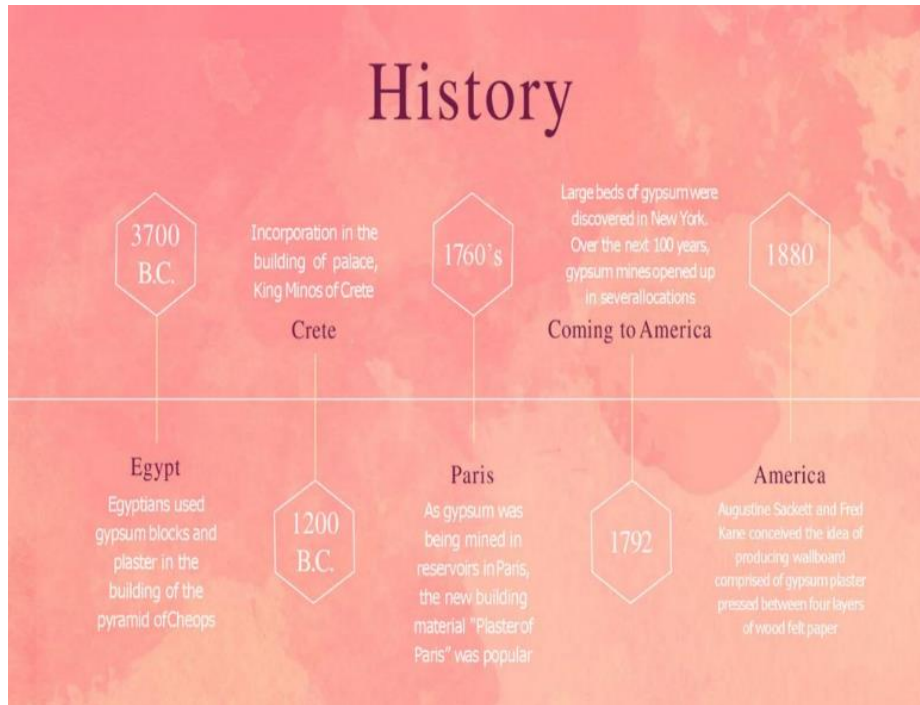 History
3700
B.C.
Egypt
Egyptians used
gypsum blocks and
plaster in the
building of the
pyramid ofCheops
Incorporation in the
building of palace,
King Minos of Crete
Crete
1200
B.C.
1760's
Paris
As gypsum was
being mined in
reservoirs in Paris,
the new building
material "Plasterof
Paris" was popular
Large beds of gypsum were
discovered in New York.
Over the next 100 years,
gypsum mines opened up
in severallocations
Coming to America
1792
1880
America
Augustine Sackett and Fred
Kane conceived the idea of
producing wallboard
comprised of gypsum plaster
pressed between four layers
of wood felt paper